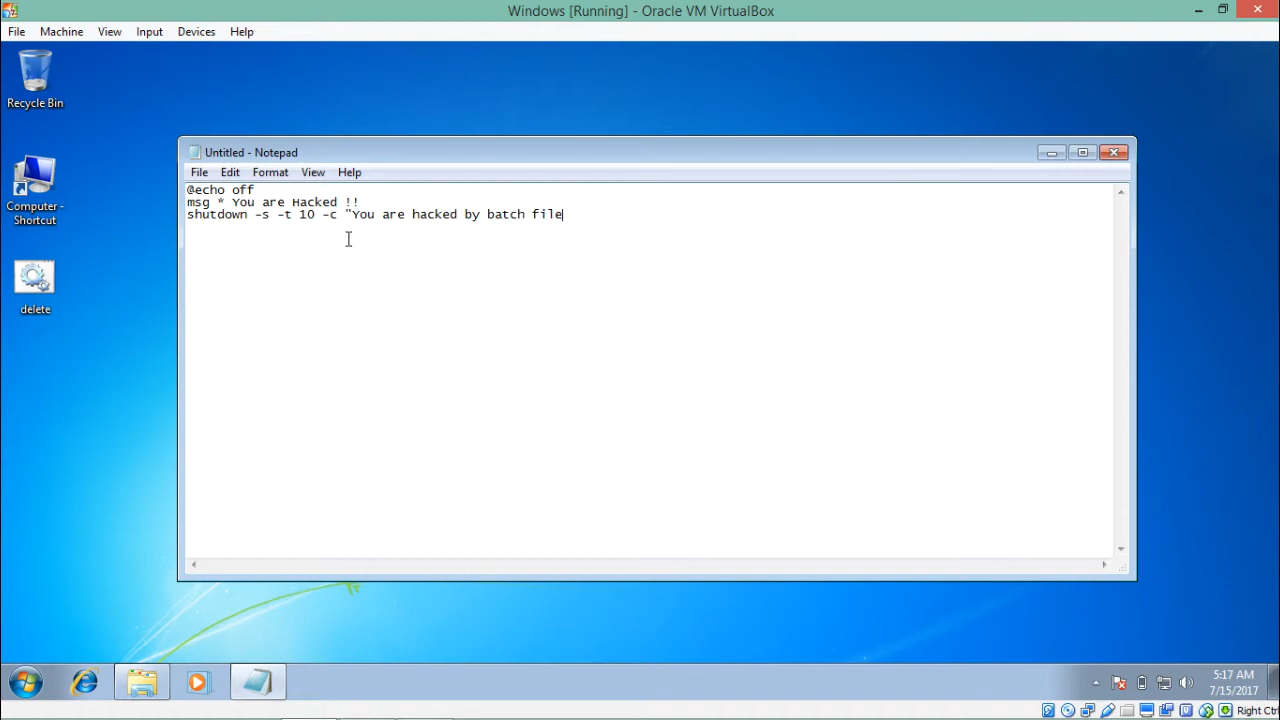 Windows [Running] - Oracle VM VirtualBox
File Machine View Input Devices Help
Recycle Bin
Computer -
Shortcut
delete
Untitled - Notepad
File Edit Format View Help
@echo off
msg * You are Hacked !!
shutdown -s -t 10 -c "You are hacked by batch file
5:17 AM
7/15/2017
Right Ctrl